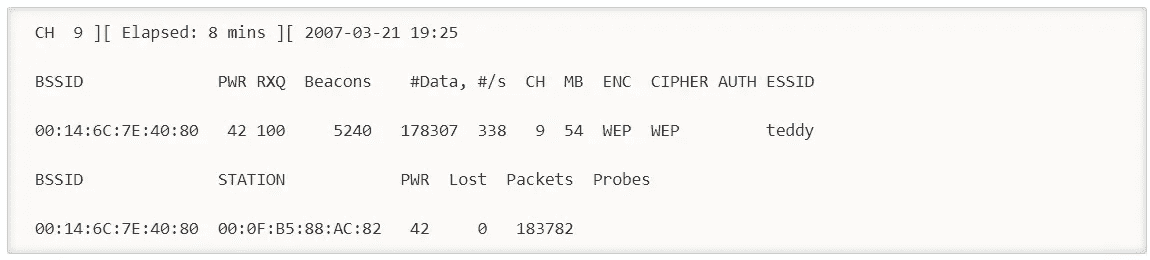 CH  9 ][ Elapsed: 8 mins ][ 2007-03-21 19:25
BSSID              PWR RXQ  Beacons    #Data, #/s  CH  MB  ENC  CIPHER AUTH ESSID
00:14:6C:7E:40:80   42 100     5240   178307  338   9  54  WEP  WEP         teddy
BSSID              STATION            PWR  Lost  Packets  Probes
00:14:6C:7E:40:80  00:0F:B5:88:AC:82   42     0   183782